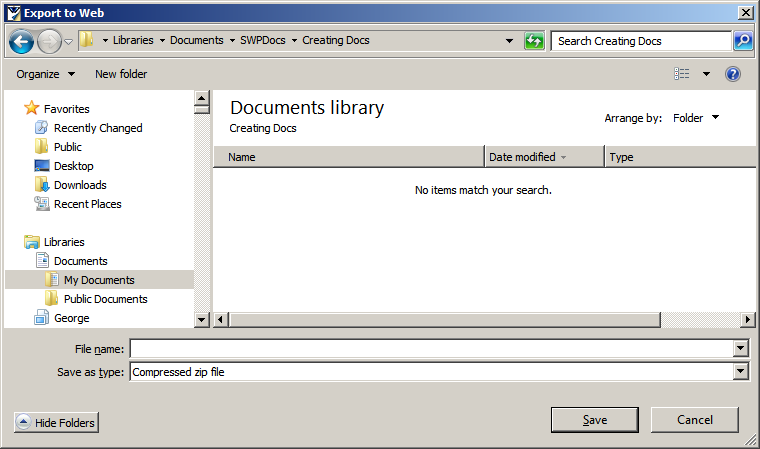 Export to Web
Libraries Documents SWPDocs Creating Docs
Search Creating Docs
Organize New folder
Favorites
Recently Changed
Public
Desktop
Downloads
Recent Places
Libraries
Documents
My Documents
Public Documents
George
Documents library
Creating Docs
Arrange by: Folder
Name Date modified Type
No items match your search.
File name:
Save as type: Compressed zip file
Hide Folders
Save Cancel